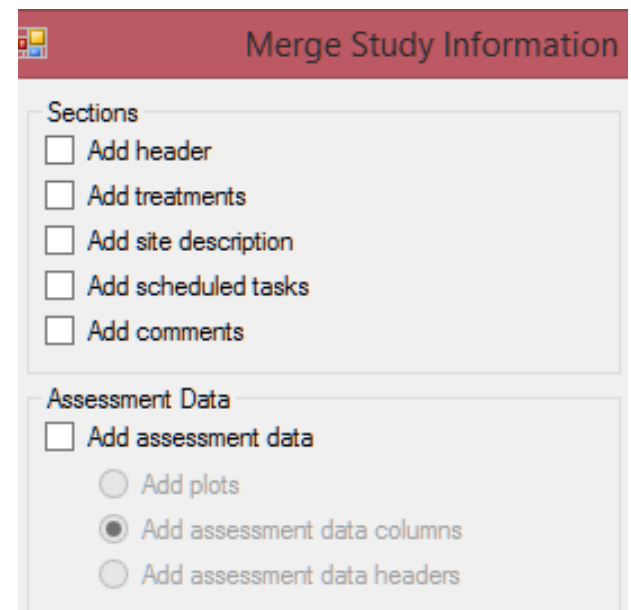 Merge Study Information
Sections
Add header
Add treatments
Add site description
Add scheduled tasks
Add comments
Assessment Data
Add assessment data
Add plots
Add assessment data columns
Add assessment data headers